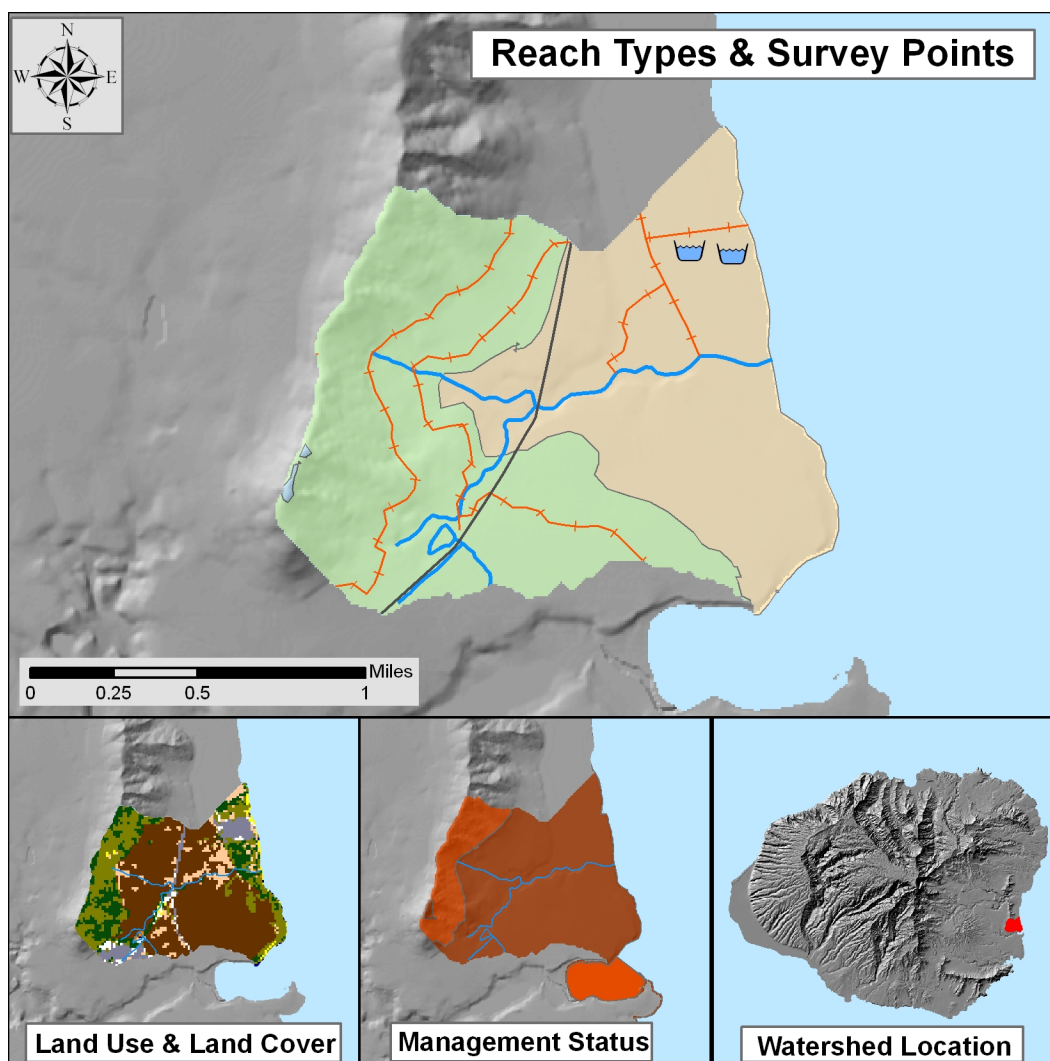 Reach Types & Survey Points
N
W E
S
Miles
0 0.25 0.5 1
Land Use & Land Cover
Management Status
Watershed Location